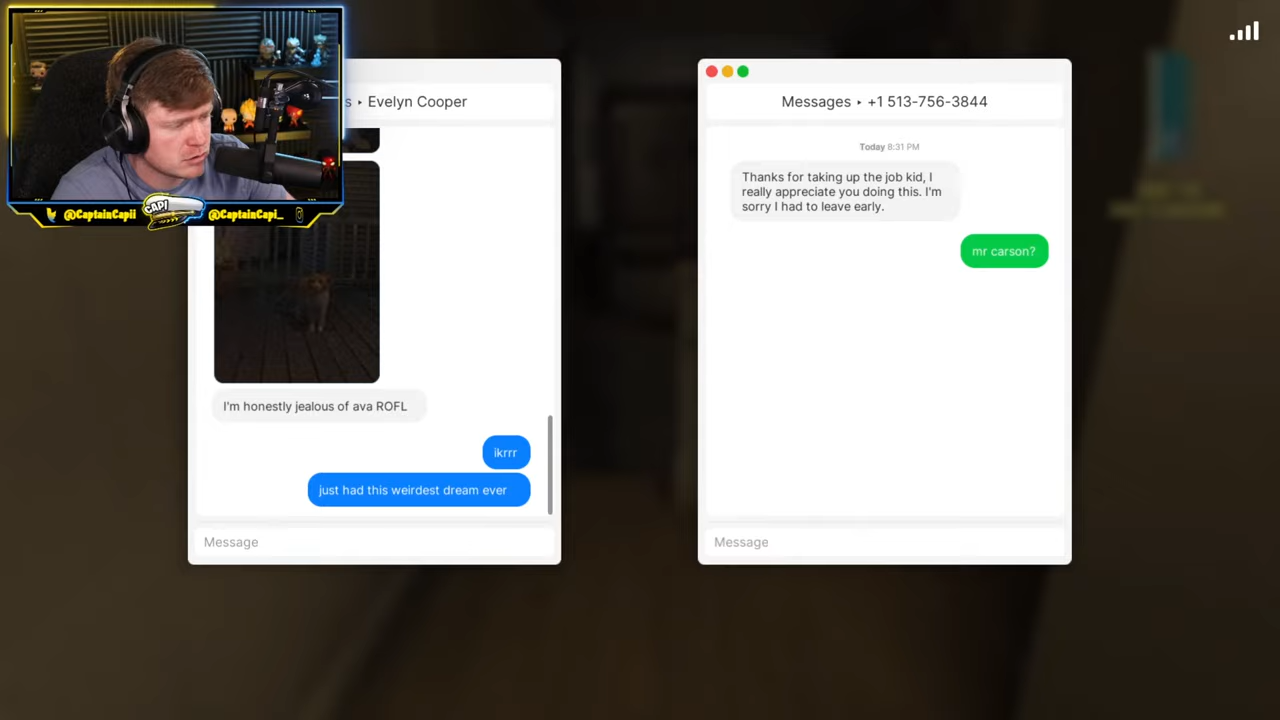 s ▸ Evelyn Cooper
I'm honestly jealous of ava ROFL
ikrrr
just had this weirdest dream ever
Message
Messages ▸ +1 513-756-3844
Today 8:31 PM
Thanks for taking up the job kid, I
really appreciate you doing this. I'm
sorry I had to leave early.
mr carson?
Message
@CaptainCapii
CAPI
@CaptainCapi_